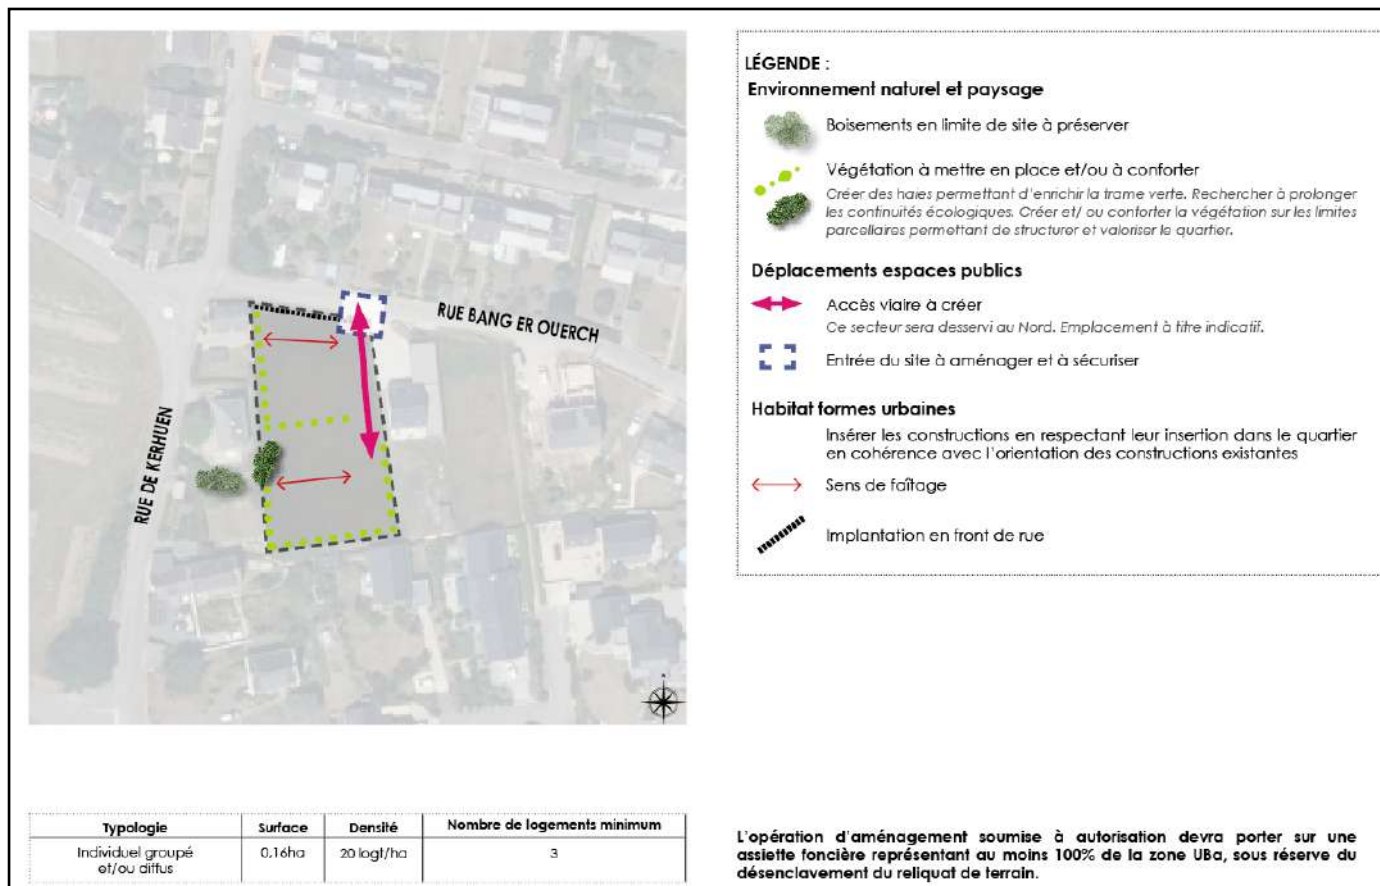 RUE BANG ER OUERCH
RUE DE KERHUEN
N
LÉGENDE :
Environnement naturel et paysage
Boisements en limite de site à préserver
Végétation à mettre en place et/ou à conforter
Créer des haies permettant d'enrichir la trame verte. Rechercher à prolonger
les continuités écologiques. Créer et/ ou conforter la végétation sur les limites
parcellaires permettant de structurer et valoriser le quartier.
Déplacements espaces publics
Accès viaire à créer
Ce secteur sera desservi au Nord. Emplacement à titre indicatif.
Entrée du site à aménager et à sécuriser
Habitat formes urbaines
Insérer les constructions en respectant leur insertion dans le quartier
en cohérence avec l'orientation des constructions existantes
Sens de faîtage
Implantation en front de rue
Typologie Surface Densité Nombre de logements minimum
Individuel groupé
et/ou diffus 0,16ha 20 logt/ha 3
L'opération d'aménagement soumise à autorisation devra porter sur une
assiette foncière représentant au moins 100% de la zone UBa, sous réserve du
désenclavement du reliquat de terrain.